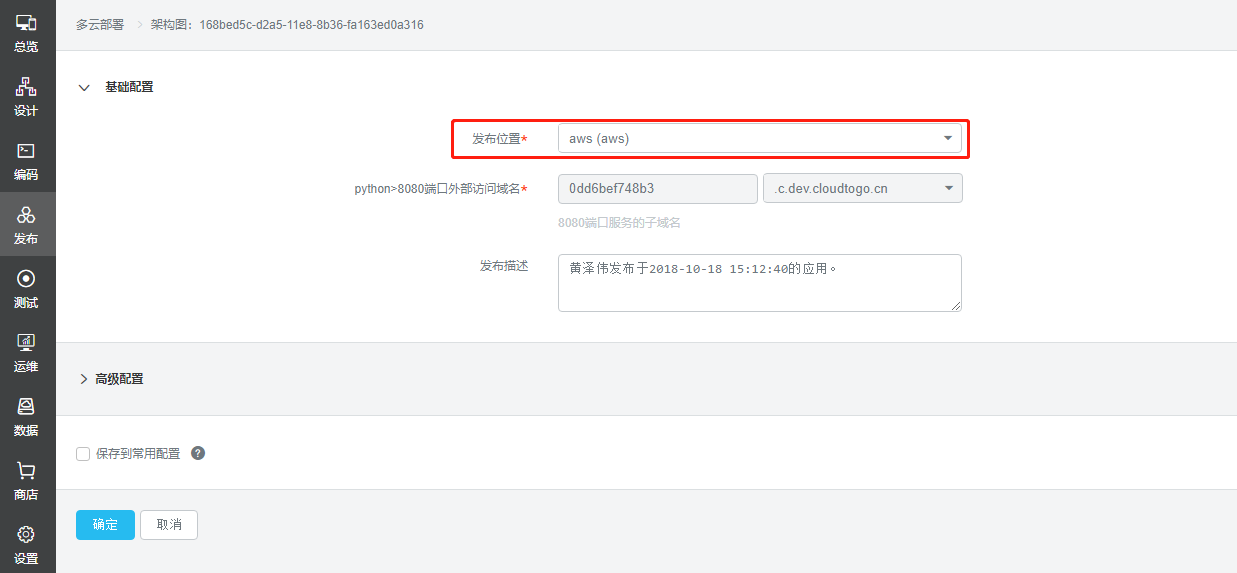 总览
设计
编码
发布
测试
运维
数据
商店
设置
多云部署 > 架构图：168bed5c-d2a5-11e8-8b36-fa163ed0a316
基础配置
发布位置* aws (aws)
python>8080端口外部访问域名* 0dd6bef748b3 .c.dev.cloudtogo.cn
8080端口服务的子域名
发布描述 黄泽伟发布于2018-10-18 15:12:40的应用。
高级配置
保存到常用配置 ?
确定 取消